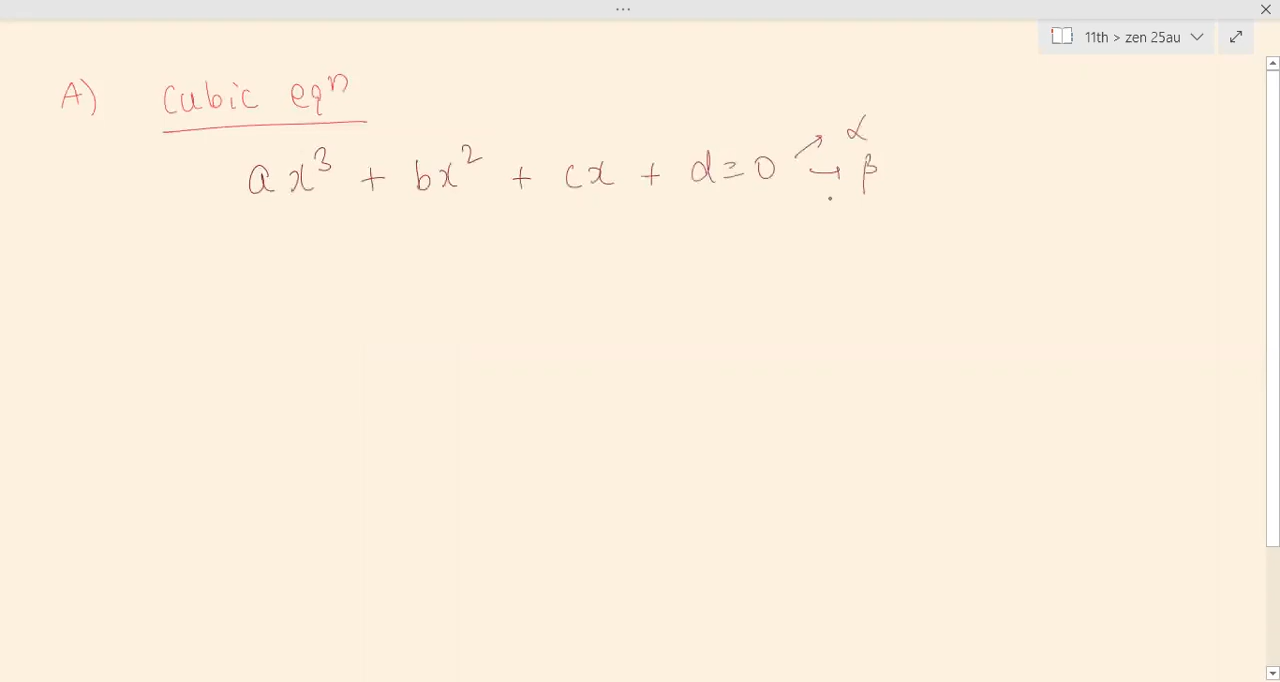 11th > zen 25au
A) Cubic eqⁿ
ax³ + bx² + cx + d = 0 ↗ α
→ β